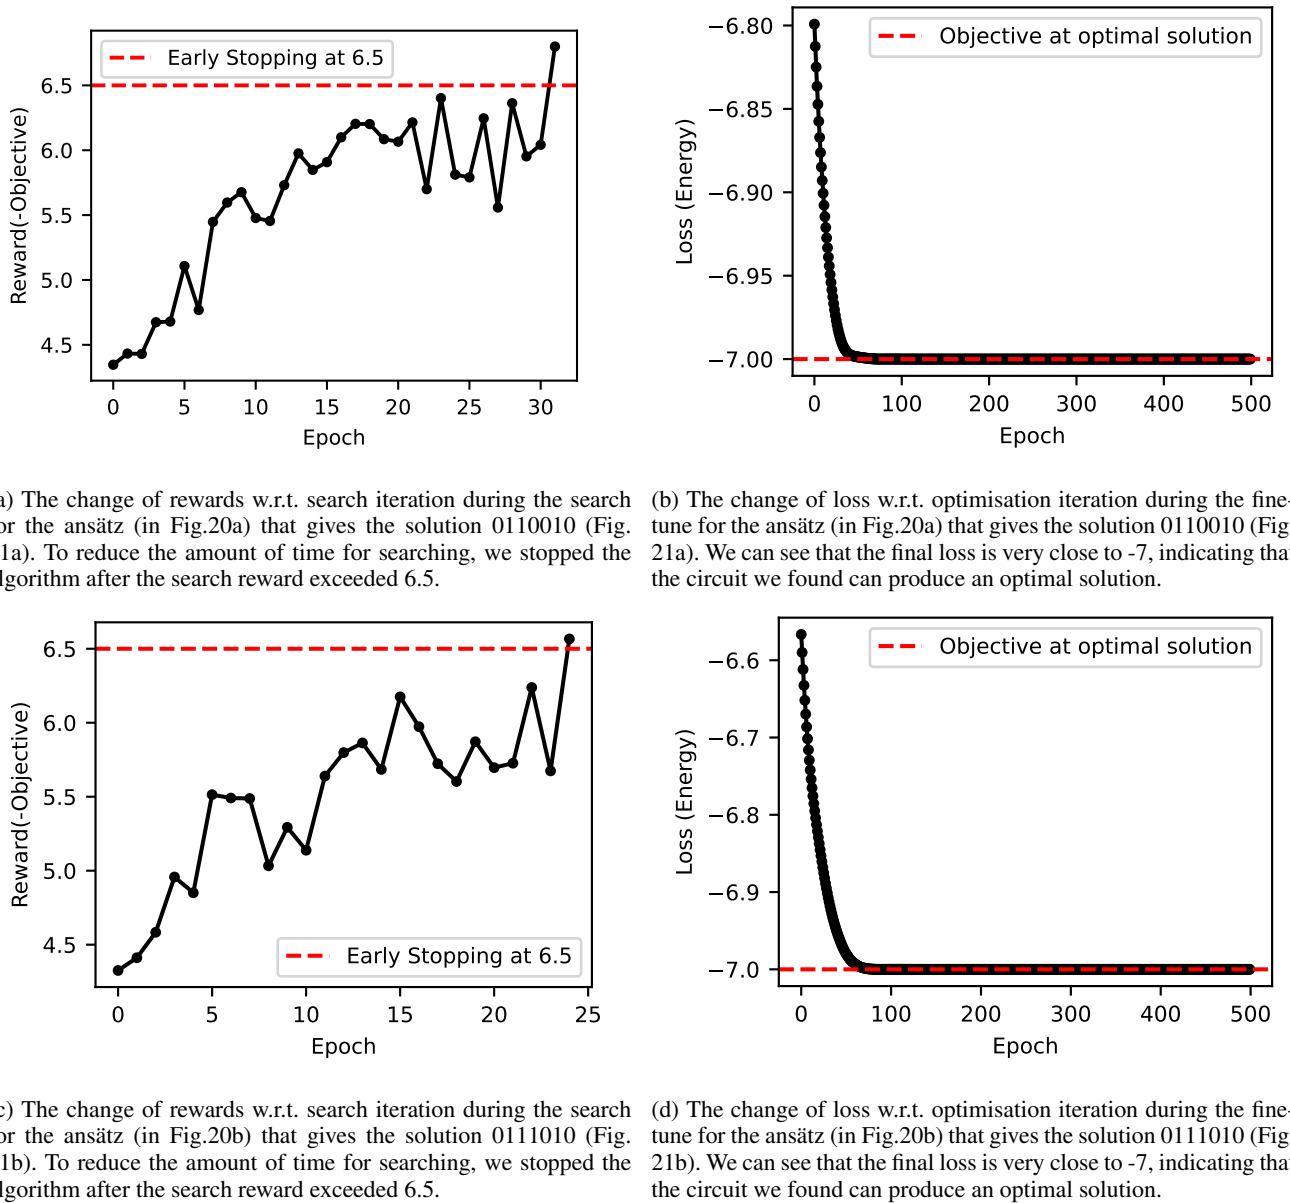 Early Stopping at 6.5
6.5
6.0
5.5
5.0
4.5
Reward(-Objective)
0 5 10 15 20 25 30
Epoch
Objective at optimal solution
−6.80
−6.85
−6.90
−6.95
−7.00
Loss (Energy)
0 100 200 300 400 500
Epoch
a) The change of rewards w.r.t. search iteration during the search
or the ansätz (in Fig.20a) that gives the solution 0110010 (Fig.
1a). To reduce the amount of time for searching, we stopped the
lgorithm after the search reward exceeded 6.5.
(b) The change of loss w.r.t. optimisation iteration during the fine-
tune for the ansätz (in Fig.20a) that gives the solution 0110010 (Fig
21a). We can see that the final loss is very close to -7, indicating that
the circuit we found can produce an optimal solution.
6.5
6.0
5.5
5.0
4.5
Reward(-Objective)
Early Stopping at 6.5
0 5 10 15 20 25
Epoch
Objective at optimal solution
−6.6
−6.7
−6.8
−6.9
−7.0
Loss (Energy)
0 100 200 300 400 500
Epoch
c) The change of rewards w.r.t. search iteration during the search
or the ansätz (in Fig.20b) that gives the solution 0111010 (Fig.
1b). To reduce the amount of time for searching, we stopped the
lgorithm after the search reward exceeded 6.5.
(d) The change of loss w.r.t. optimisation iteration during the fine-
tune for the ansätz (in Fig.20b) that gives the solution 0111010 (Fig
21b). We can see that the final loss is very close to -7, indicating that
the circuit we found can produce an optimal solution.